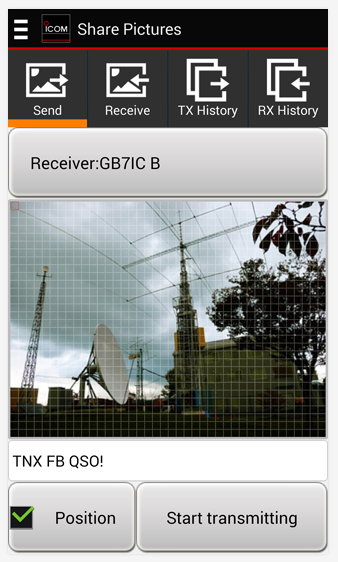 ICOM
Share Pictures
Send
Receive
TX History
RX History
Receiver:GB7IC B
TNX FB QSO!
Position
Start transmitting